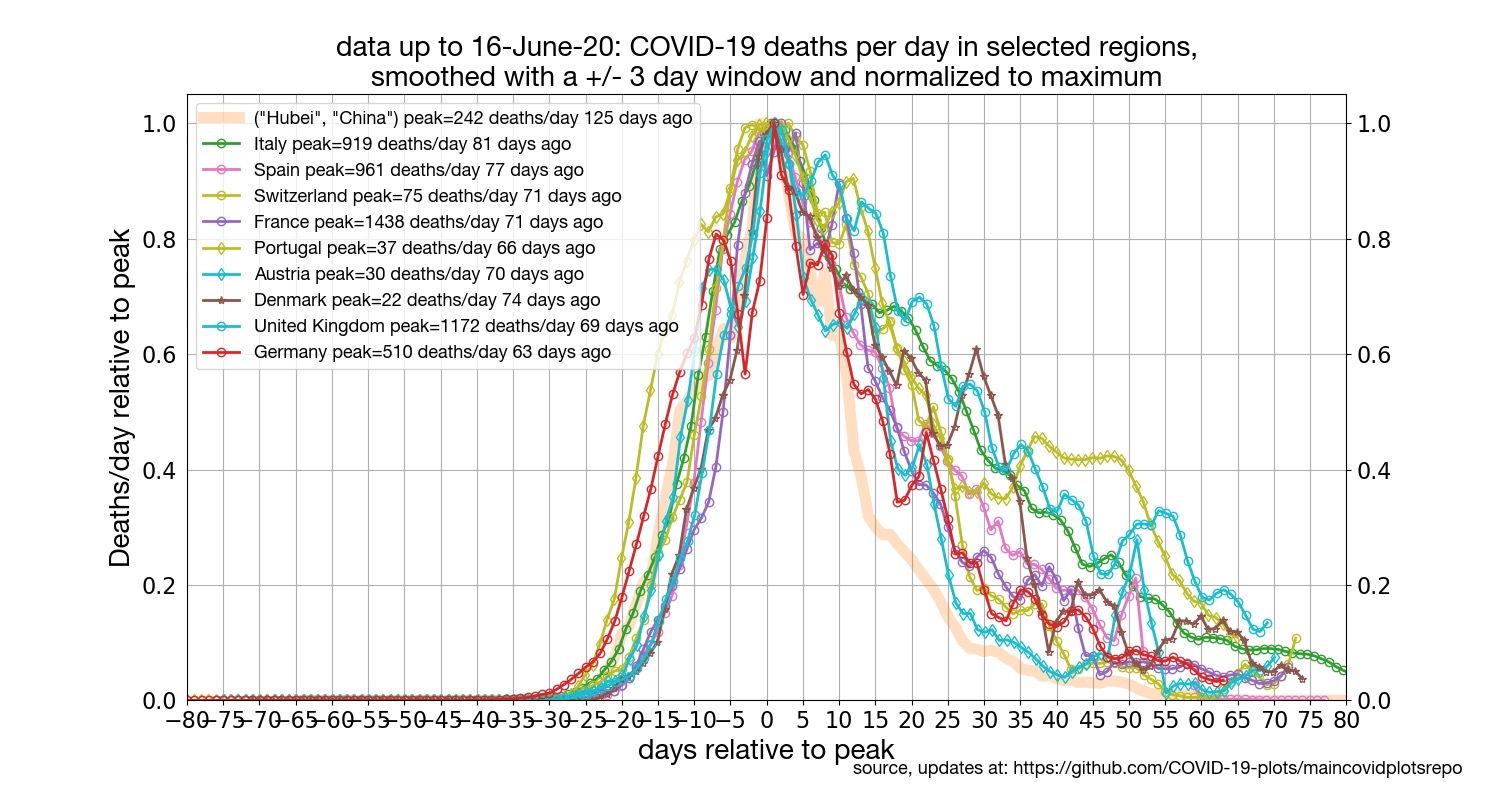 data up to 16-June-20: COVID-19 deaths per day in selected regions,
smoothed with a +/- 3 day window and normalized to maximum
("Hubei", "China") peak=242 deaths/day 125 days ago
Italy peak=919 deaths/day 81 days ago
Spain peak=961 deaths/day 77 days ago
Switzerland peak=75 deaths/day 71 days ago
France peak=1438 deaths/day 71 days ago
Portugal peak=37 deaths/day 66 days ago
Austria peak=30 deaths/day 70 days ago
Denmark peak=22 deaths/day 74 days ago
United Kingdom peak=1172 deaths/day 69 days ago
Germany peak=510 deaths/day 63 days ago
Deaths/day relative to peak
1.0
0.8
0.6
0.4
0.2
0.0
1.0
0.8
0.6
0.4
0.2
0.0
−80 −75 −70 −65 −60 −55 −50 −45 −40 −35 −30 −25 −20 −15 −10 −5 0 5 10 15 20 25 30 35 40 45 50 55 60 65 70 75 80
days relative to peak
source, updates at: https://github.com/COVID-19-plots/maincovidplotsrepo